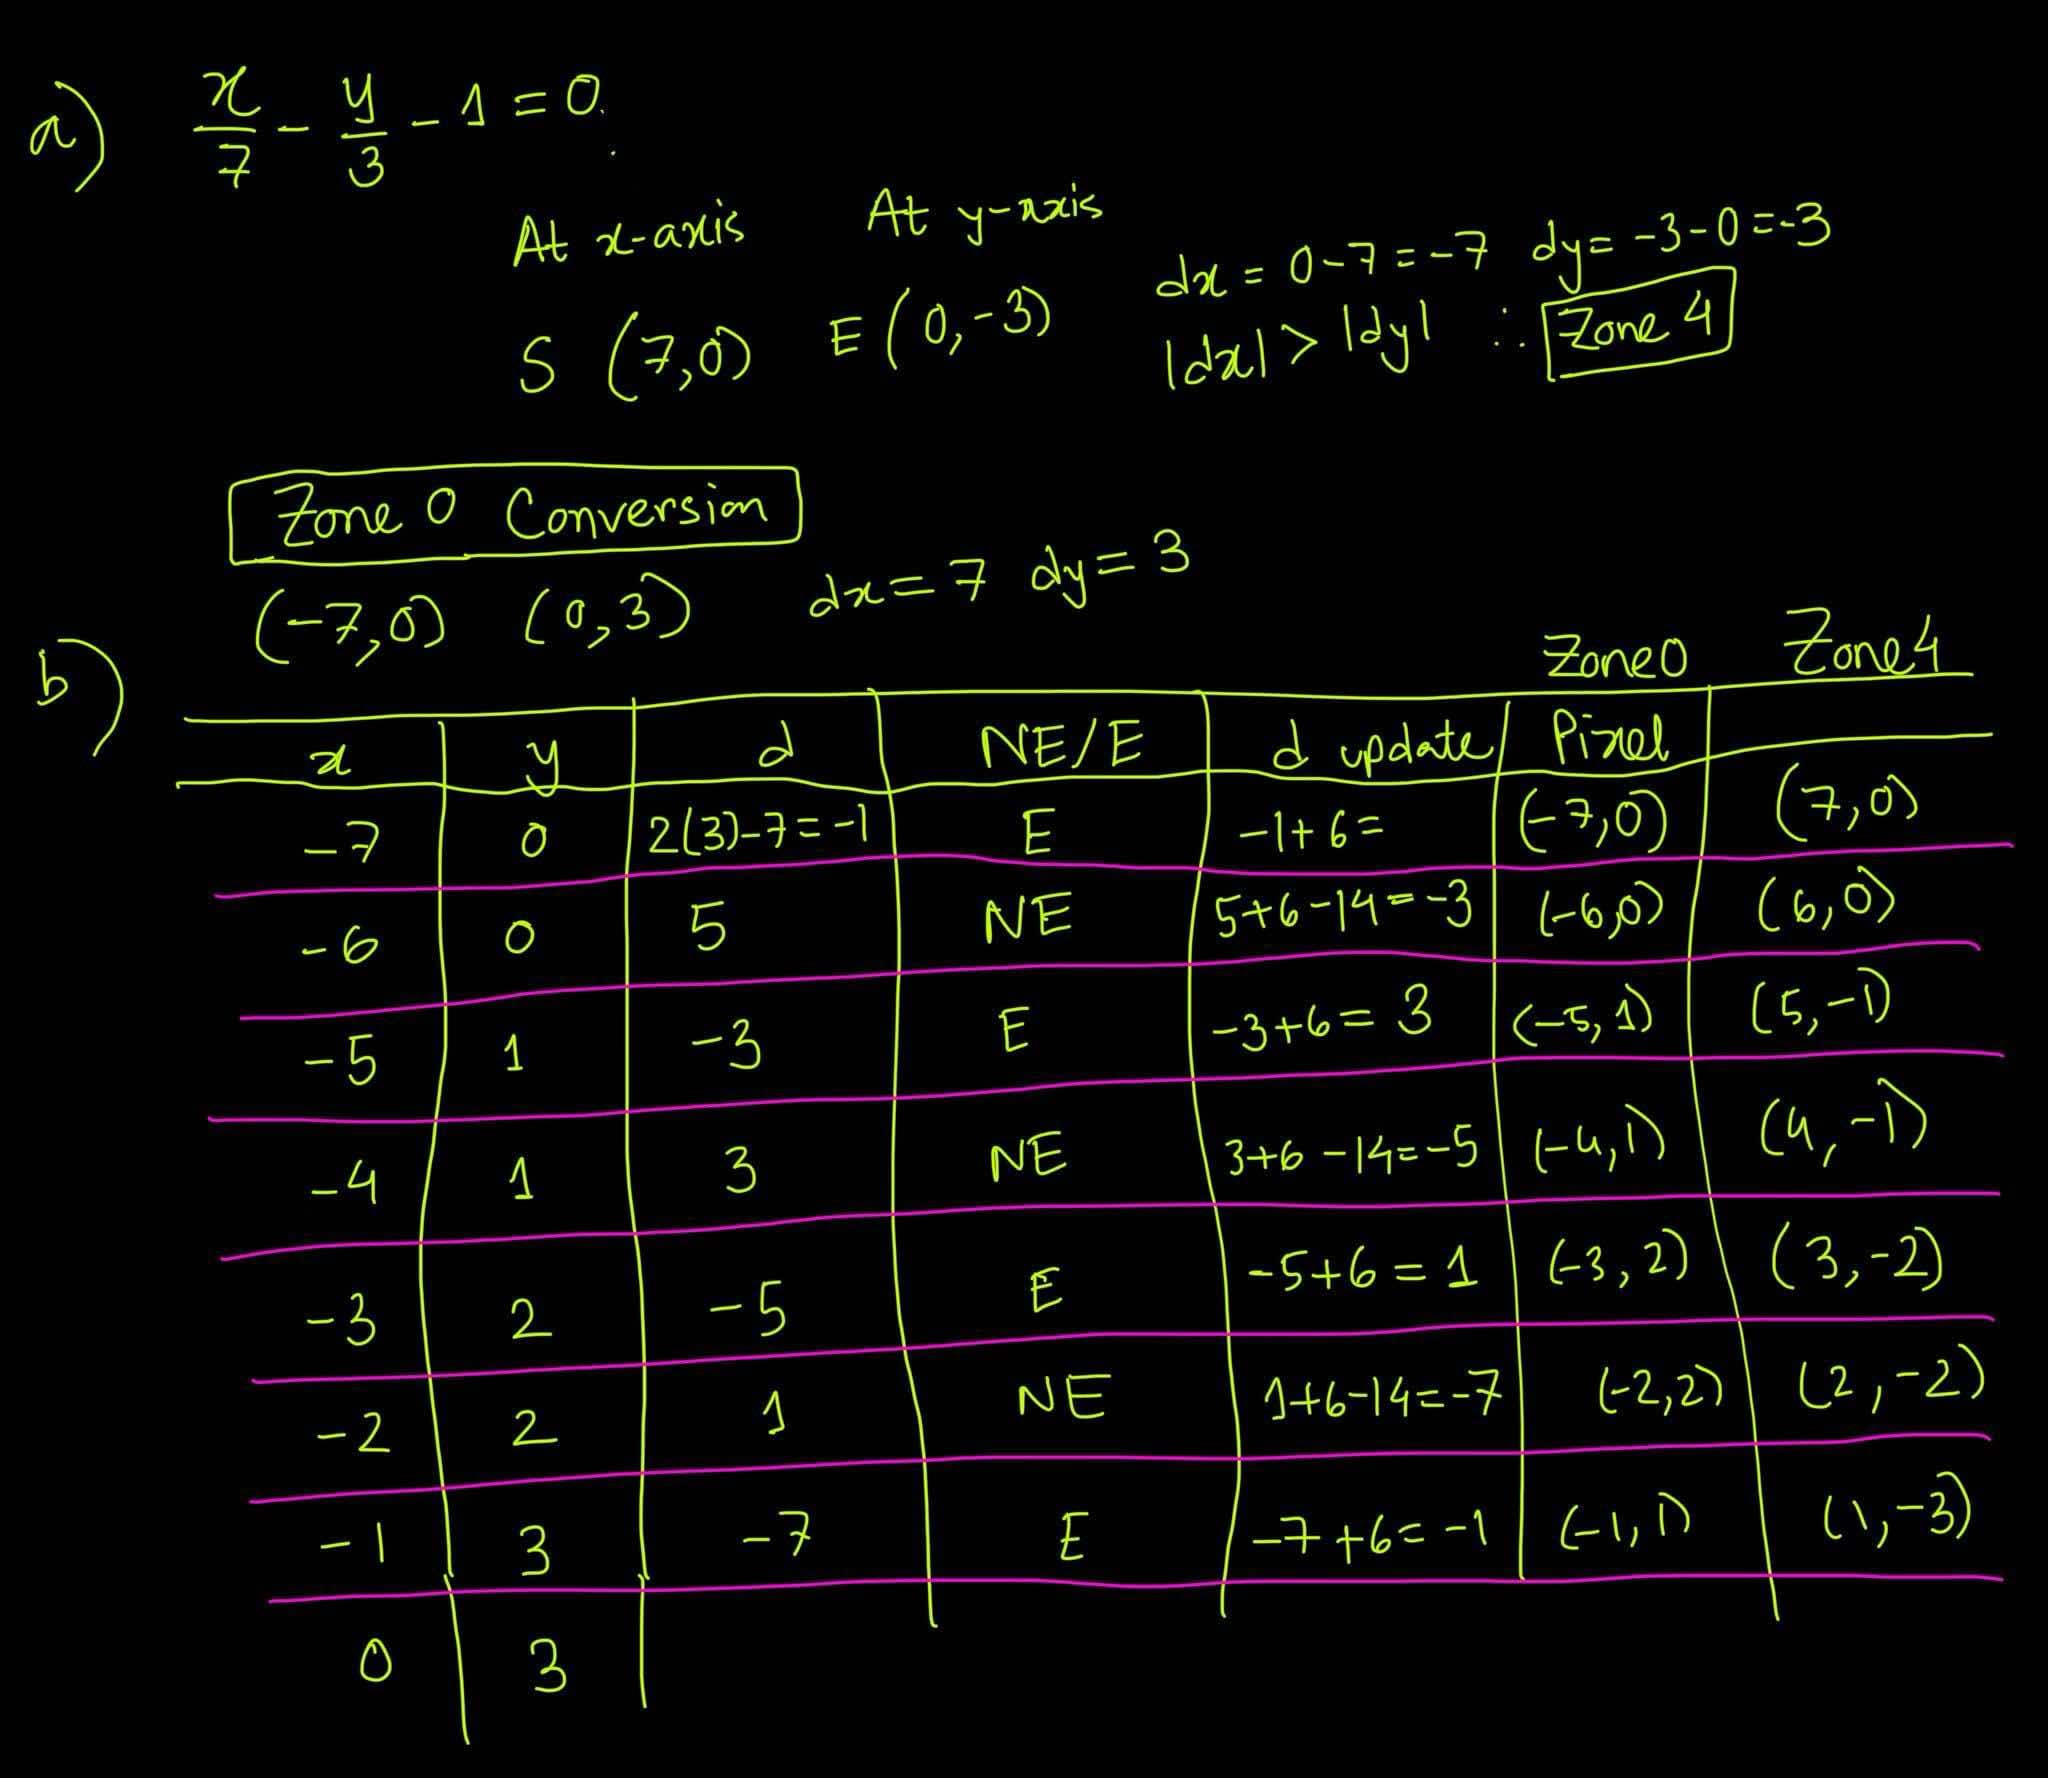 a) x/7 - y/3 - 1 = 0.
At x-axis At y-axis
S (7,0) E (0,-3)
dx = 0-7 = -7 dy = -3-0 = -3
|dx| > |dy| ∴ Zone 4
Zone 0 Conversion
(-7,0) (0,3) dx = 7 dy = 3
b)
Zone 0 Zone 4
x y d NE/E d update Pixel
-7 0 2(3)-7=-1 E -1+6= (-7,0) (7,0)
-6 0 5 NE 5+6-14=-3 (-6,0) (6,0)
-5 1 -3 E -3+6=3 (-5,1) (5,-1)
-4 1 3 NE 3+6-14=-5 (-4,1) (4,-1)
-3 2 -5 E -5+6=1 (-3,2) (3,-2)
-2 2 1 NE 1+6-14=-7 (-2,2) (2,-2)
-1 3 -7 E -7+6=-1 (-1,1) (1,-3)
0 3